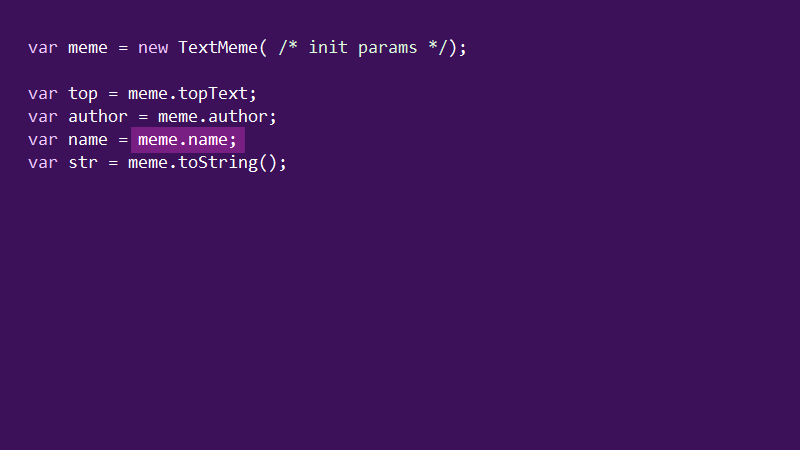 var meme = new TextMeme( /* init params */);
var top = meme.topText;
var author = meme.author;
var name = meme.name;
var str = meme.toString();